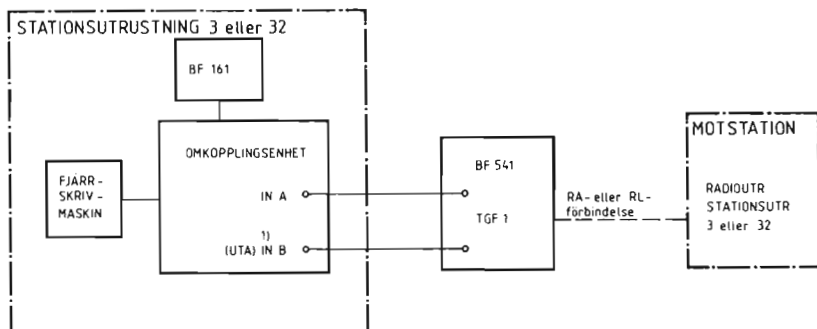 STATIONSUTRUSTNING 3 eller 32
BF 161
OMKOPPLINGSENHET
FJÄRR-
SKRIV-
MASKIN
IN A
1)
(UTA) IN B
BF 541
TGF 1
RA- eller RL-
förbindelse
MOTSTATION
RADIOUTR
STATIONSUTR
3 eller 32